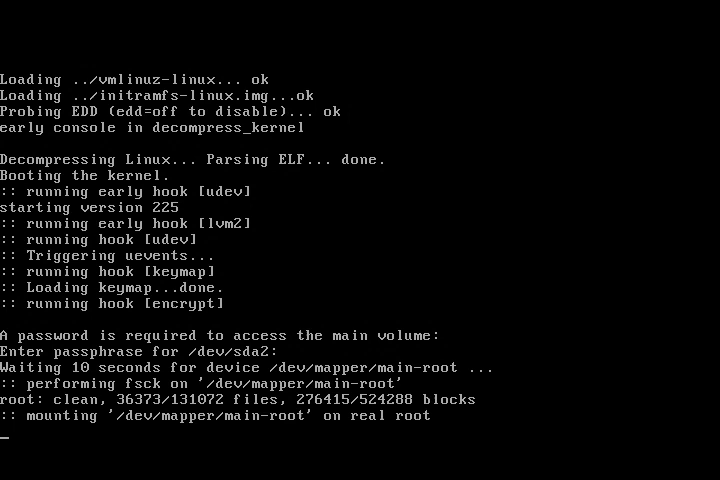 Loading ../vmlinuz-linux... ok
Loading ../initramfs-linux.img...ok
Probing EDD (edd=off to disable)... ok
early console in decompress_kernel
Decompressing Linux... Parsing ELF... done.
Booting the kernel.
:: running early hook [udev]
starting version 225
:: running early hook [lvm2]
:: running hook [udev]
:: Triggering uevents...
:: running hook [keymap]
:: Loading keymap...done.
:: running hook [encrypt]
A password is required to access the main volume:
Enter passphrase for /dev/sda2:
Waiting 10 seconds for device /dev/mapper/main-root ...
:: performing fsck on '/dev/mapper/main-root'
root: clean, 36373/131072 files, 276415/524288 blocks
:: mounting '/dev/mapper/main-root' on real root
_